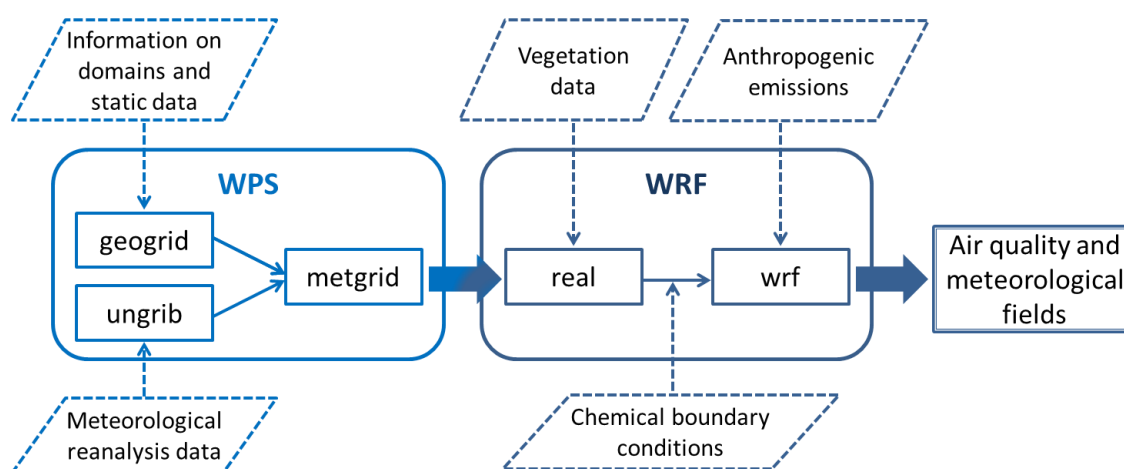 Information on
domains and
static data
Vegetation
data
Anthropogenic
emissions
WPS
WRF
geogrid
ungrib
metgrid
real
wrf
Air quality and
meteorological
fields
Meteorological
reanalysis data
Chemical boundary
conditions